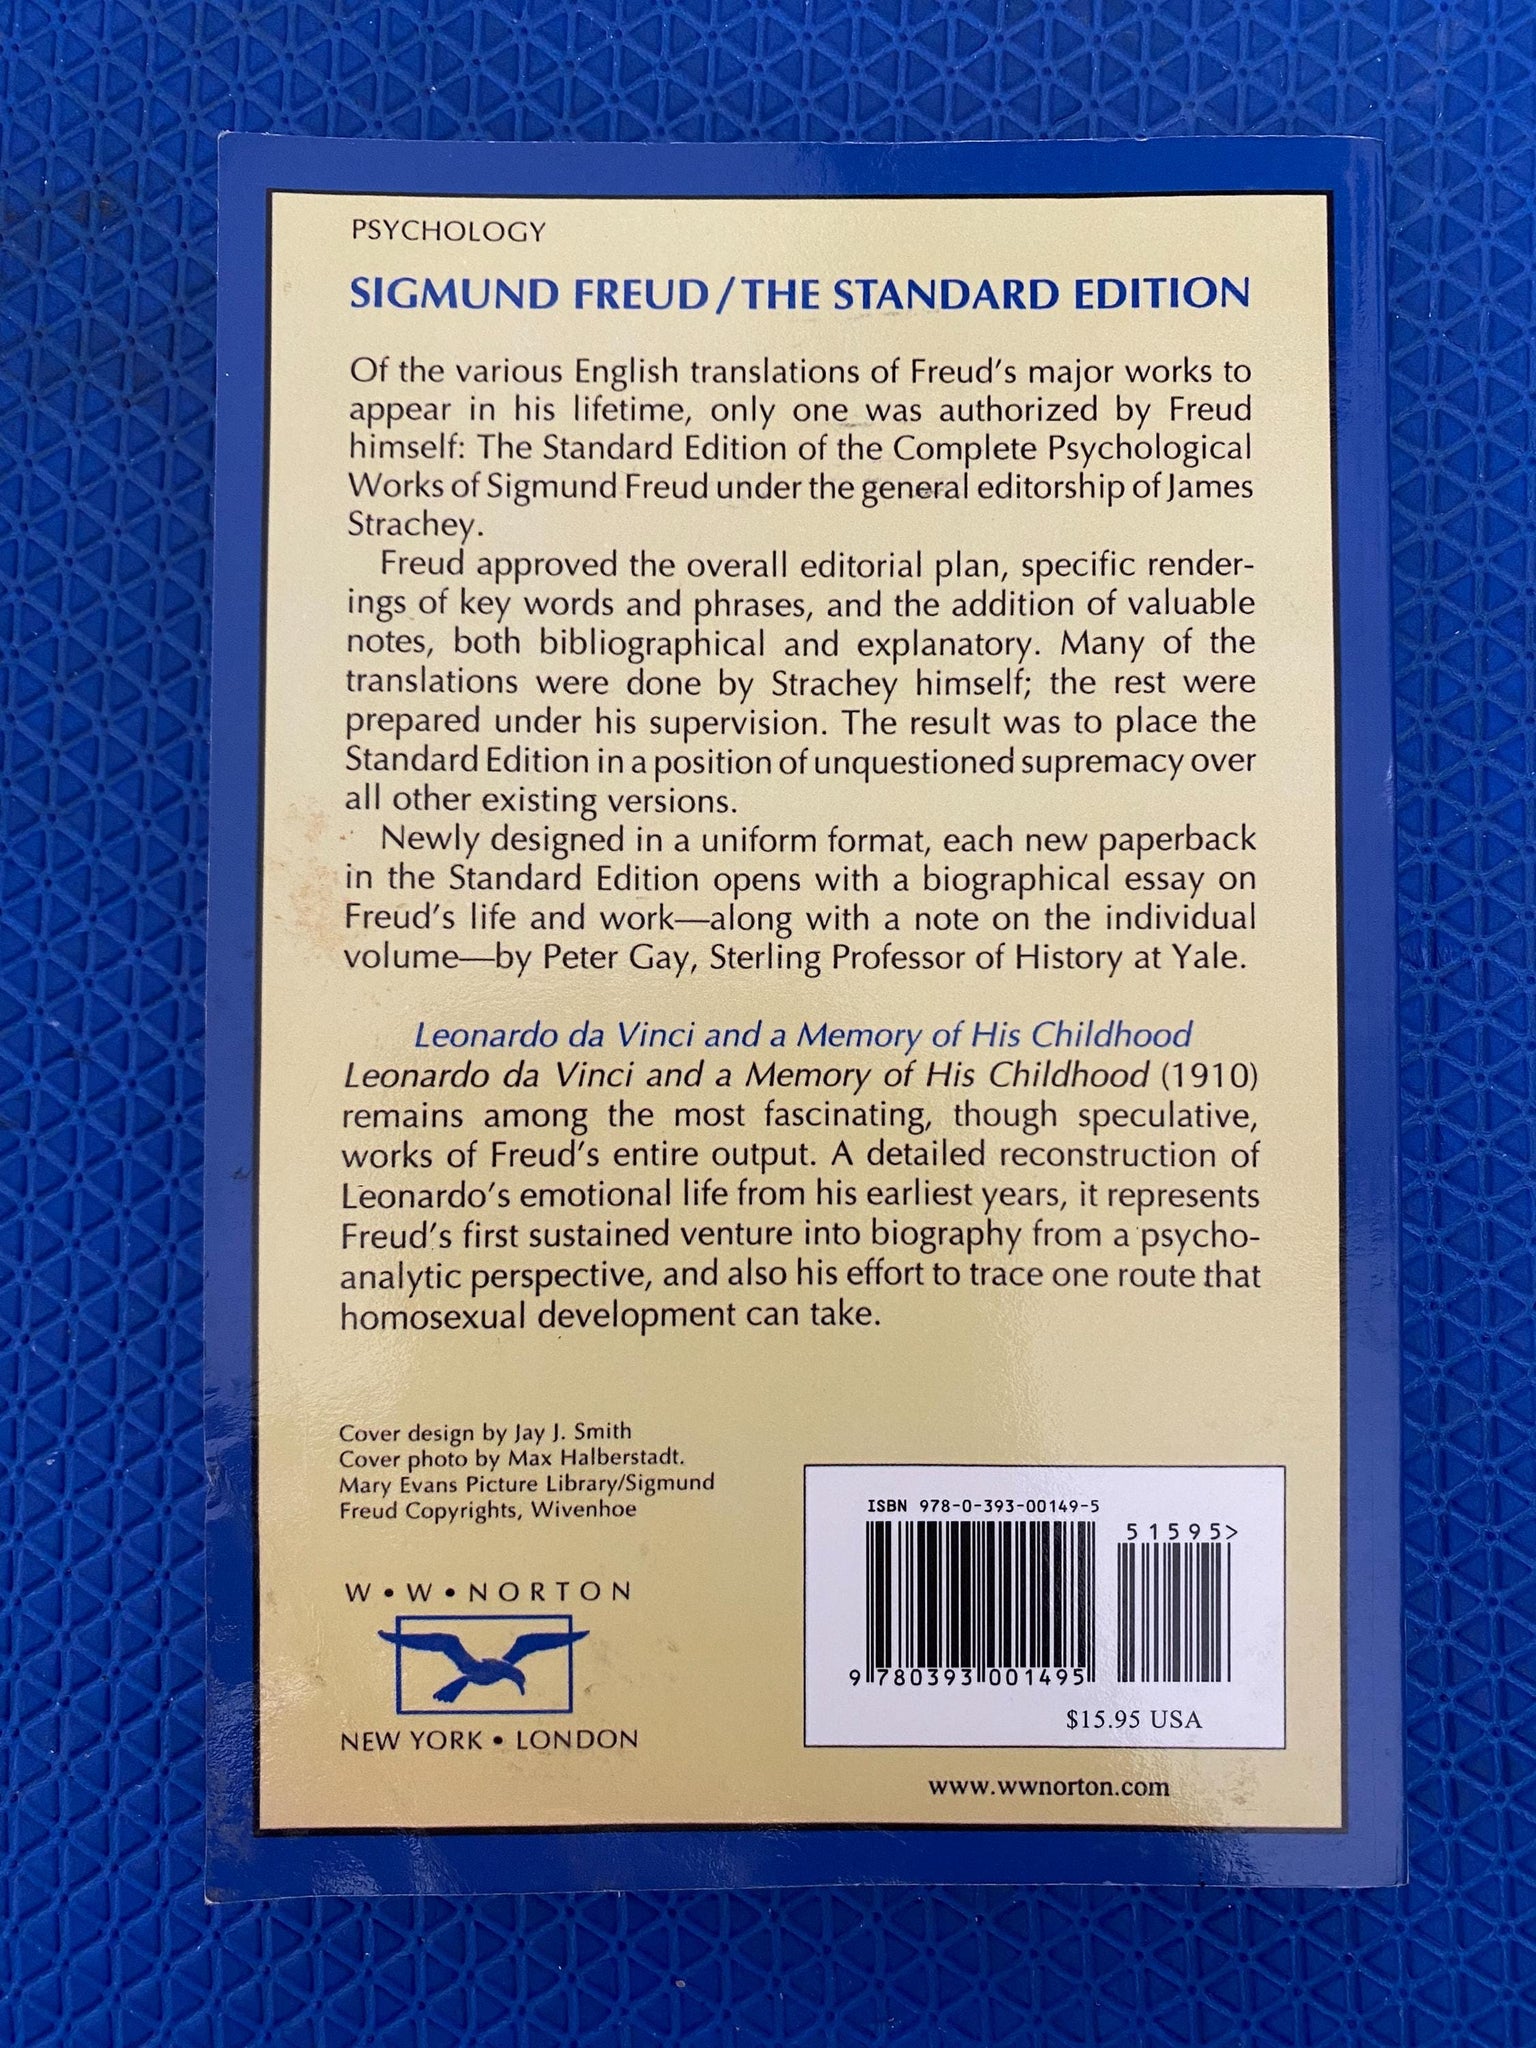 PSYCHOLOGY
SIGMUND FREUD/THE STANDARD EDITION
Of the various English translations of Freud's major works to
appear in his lifetime, only one was authorized by Freud
himself: The Standard Edition of the Complete Psychological
Works of Sigmund Freud under the general editorship of James
Strachey.
Freud approved the overall editorial plan, specific render-
ings of key words and phrases, and the addition of valuable
notes, both bibliographical and explanatory. Many of the
translations were done by Strachey himself; the rest were
prepared under his supervision. The result was to place the
Standard Edition in a position of unquestioned supremacy over
all other existing versions.
Newly designed in a uniform format, each new paperback
in the Standard Edition opens with a biographical essay on
Freud's life and work—along with a note on the individual
volume—by Peter Gay, Sterling Professor of History at Yale.
Leonardo da Vinci and a Memory of His Childhood
Leonardo da Vinci and a Memory of His Childhood (1910)
remains among the most fascinating, though speculative,
works of Freud's entire output. A detailed reconstruction of
Leonardo's emotional life from his earliest years, it represents
Freud's first sustained venture into biography from a psycho-
analytic perspective, and also his effort to trace one route that
homosexual development can take.
Cover design by Jay J. Smith
Cover photo by Max Halberstadt.
Mary Evans Picture Library/Sigmund
Freud Copyrights, Wivenhoe
W • W • NORTON
NEW YORK • LONDON
ISBN 978-0-393-00149-5
51595>
9 780393 001495
$15.95 USA
www.wwnorton.com